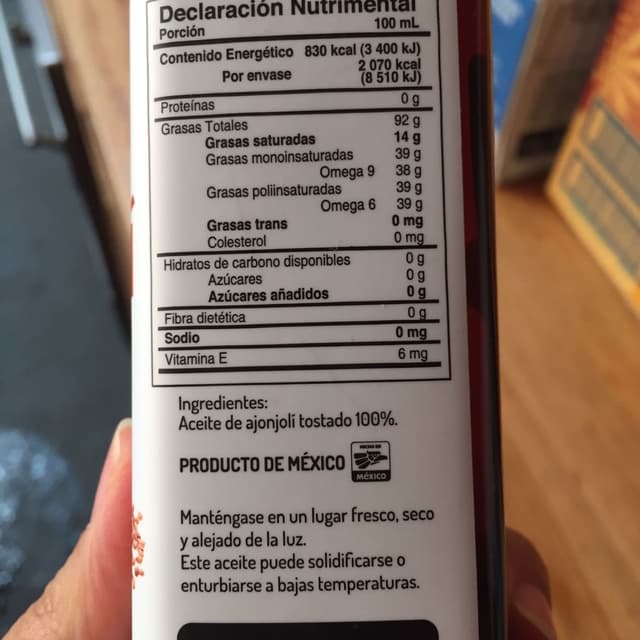 Declaración Nutrimental
Porción 100 mL
Contenido Energético 830 kcal (3 400 kJ)
2 070 kcal
Por envase (8 510 kJ)
Proteínas 0 g
Grasas Totales 92 g
Grasas saturadas 14 g
Grasas monoinsaturadas 39 g
Omega 9 38 g
Grasas poliinsaturadas 39 g
Omega 6 39 g
Grasas trans 0 mg
Colesterol 0 mg
Hidratos de carbono disponibles 0 g
Azúcares 0 g
Azúcares añadidos 0 g
Fibra dietética 0 g
Sodio 0 mg
Vitamina E 6 mg
Ingredientes:
Aceite de ajonjolí tostado 100%.
PRODUCTO DE MÉXICO
HECHO EN
MÉXICO
Manténgase en un lugar fresco, seco
y alejado de la luz.
Este aceite puede solidificarse o
enturbiarse a bajas temperaturas.